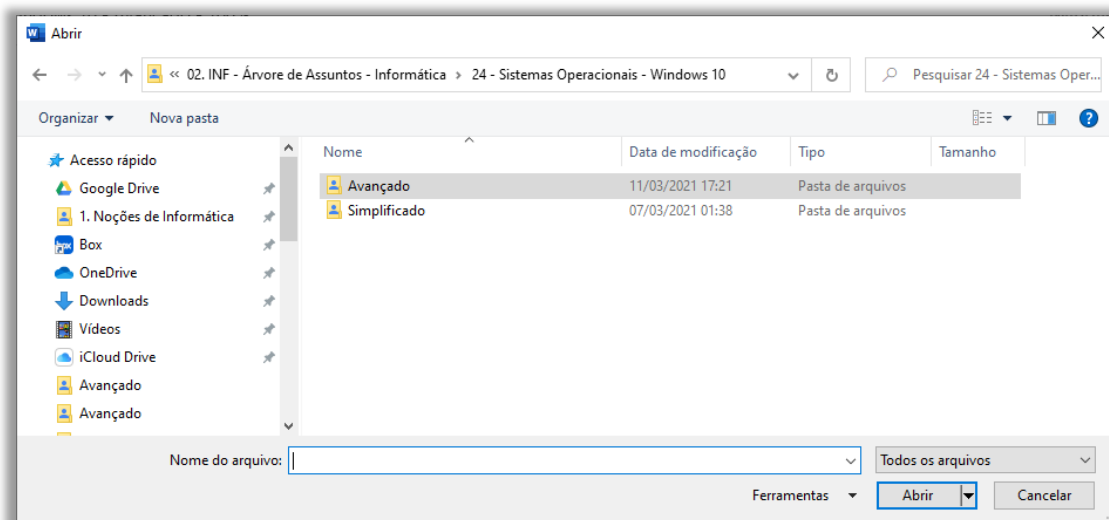 Abrir
« 02. INF - Árvore de Assuntos - Informática › 24 - Sistemas Operacionais - Windows 10
Pesquisar 24 - Sistemas Oper...
Organizar
Nova pasta
Acesso rápido
Google Drive
1. Noções de Informática
Box
OneDrive
Downloads
Vídeos
iCloud Drive
Avançado
Avançado
Nome Data de modificação Tipo Tamanho
Avançado 11/03/2021 17:21 Pasta de arquivos
Simplificado 07/03/2021 01:38 Pasta de arquivos
Nome do arquivo:
Todos os arquivos
Ferramentas
Abrir
Cancelar